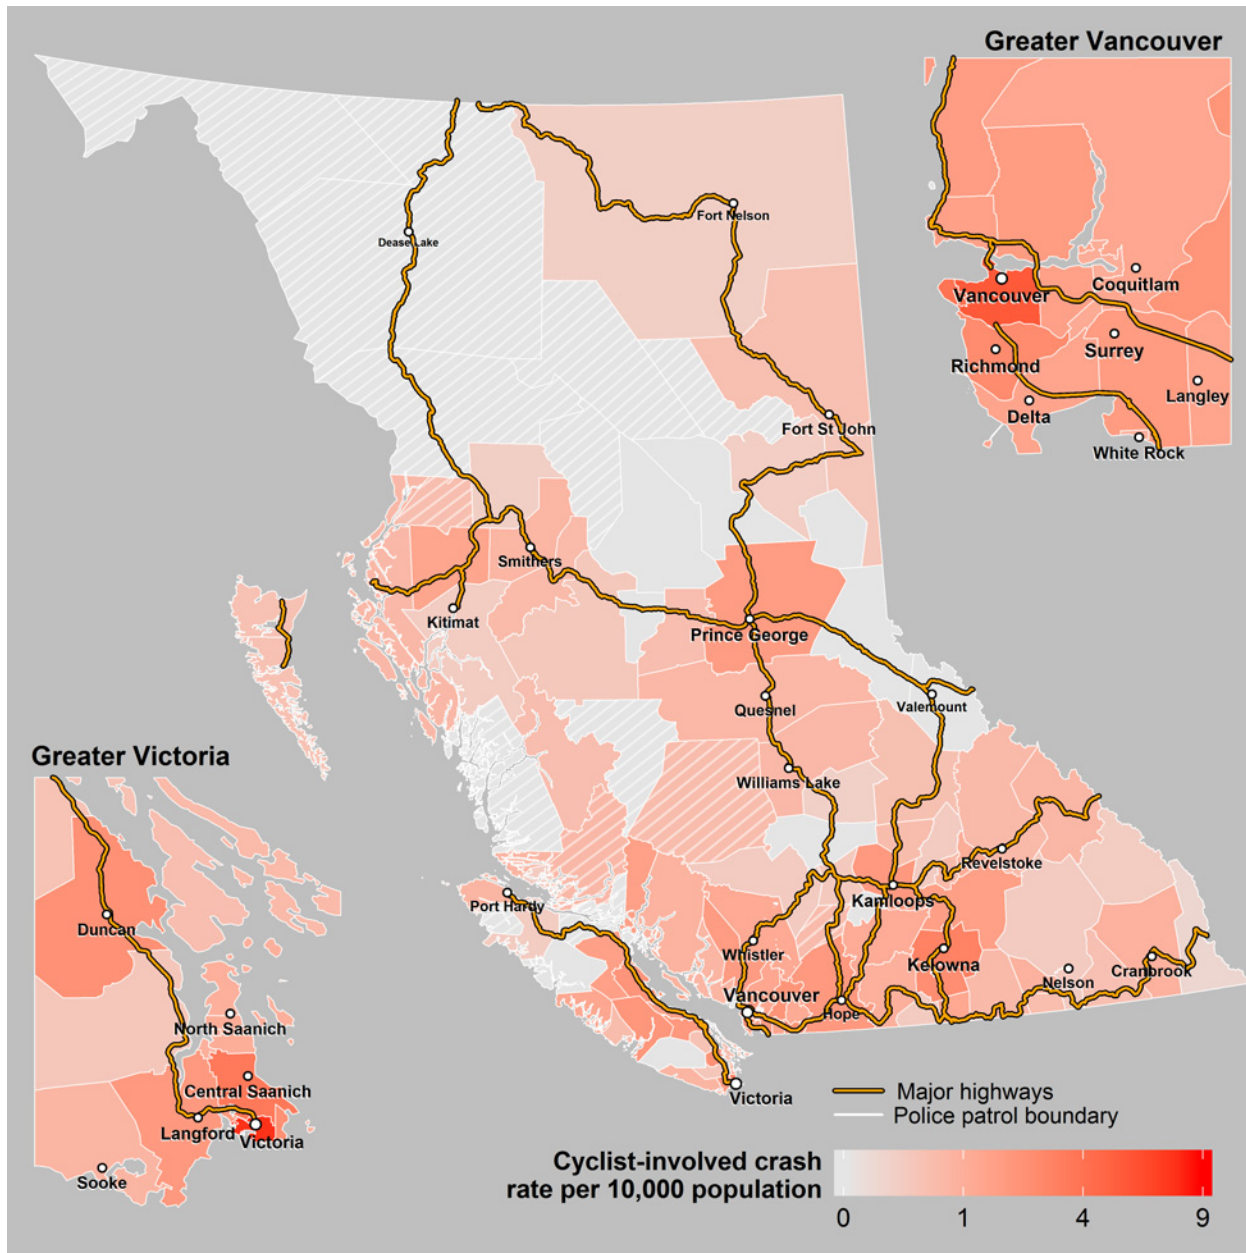 Greater Vancouver
Fort Nelson
Dease Lake
Vancouver
Coquitlam
Surrey
Richmond
Langley
Delta
Fort St John
White Rock
Smithers
Kitimat
Prince George
Quesnel
Valemount
Greater Victoria
Williams Lake
Revelstoke
Kamloops
Port Hardy
Duncan
Whistler
Kelowna
Cranbrook
Nelson
Vancouver
Hope
North Saanich
Central Saanich
Victoria
Major highways
Police patrol boundary
Langford
Victoria
Sooke
Cyclist-involved crash
rate per 10,000 population
0 1 4 9